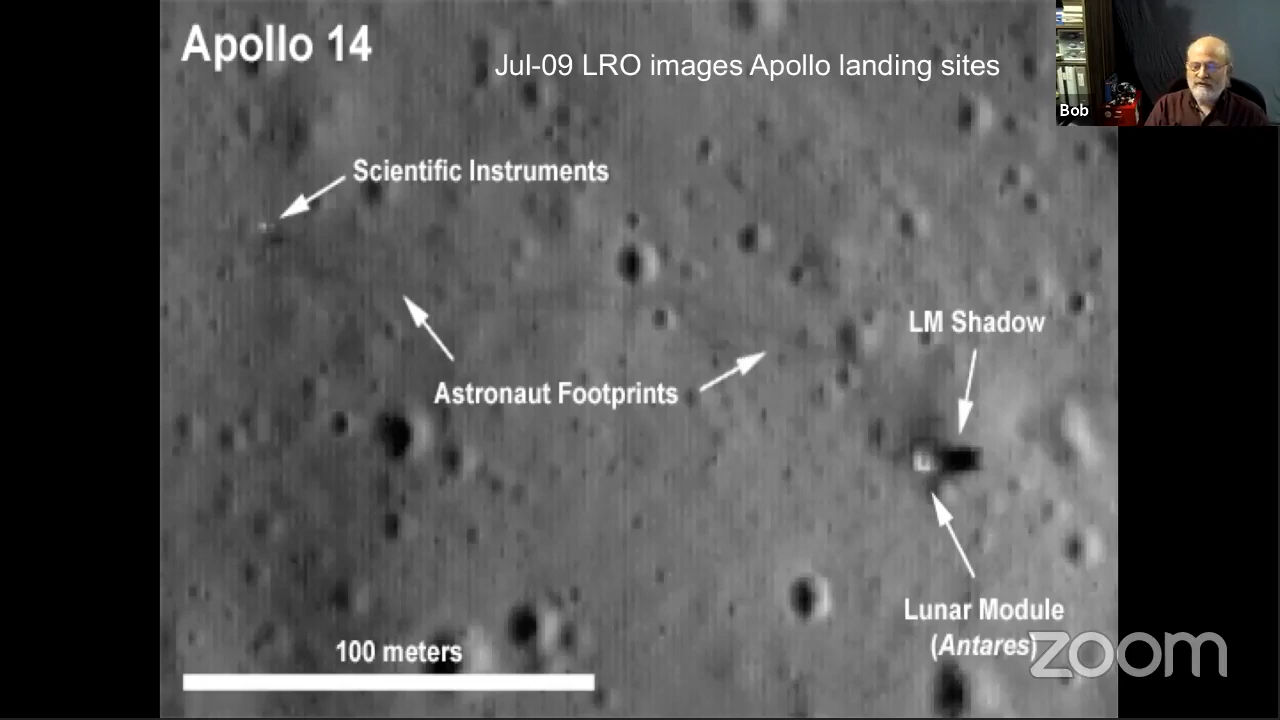 Apollo 14
Jul-09 LRO images Apollo landing sites
Bob
Scientific Instruments
LM Shadow
Astronaut Footprints
Lunar Module
(Antares)
100 meters
zoom